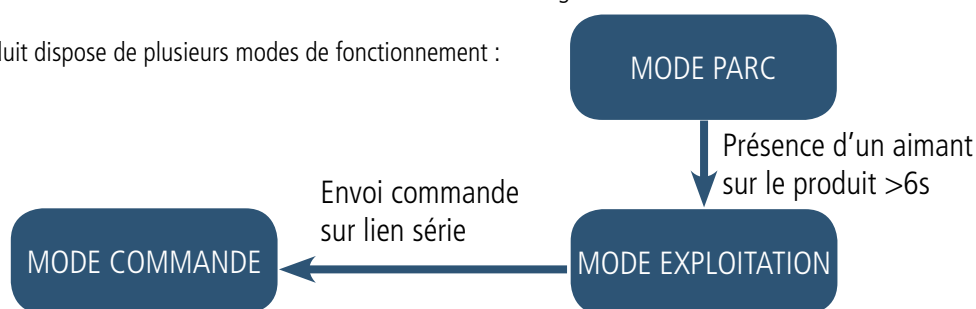 dispose de plusieurs modes de fonctionnement :
MODE PARC
Présence d'un aimant
sur le produit >6s
Envoi commande
sur lien série
MODE COMMANDE
MODE EXPLOITATION